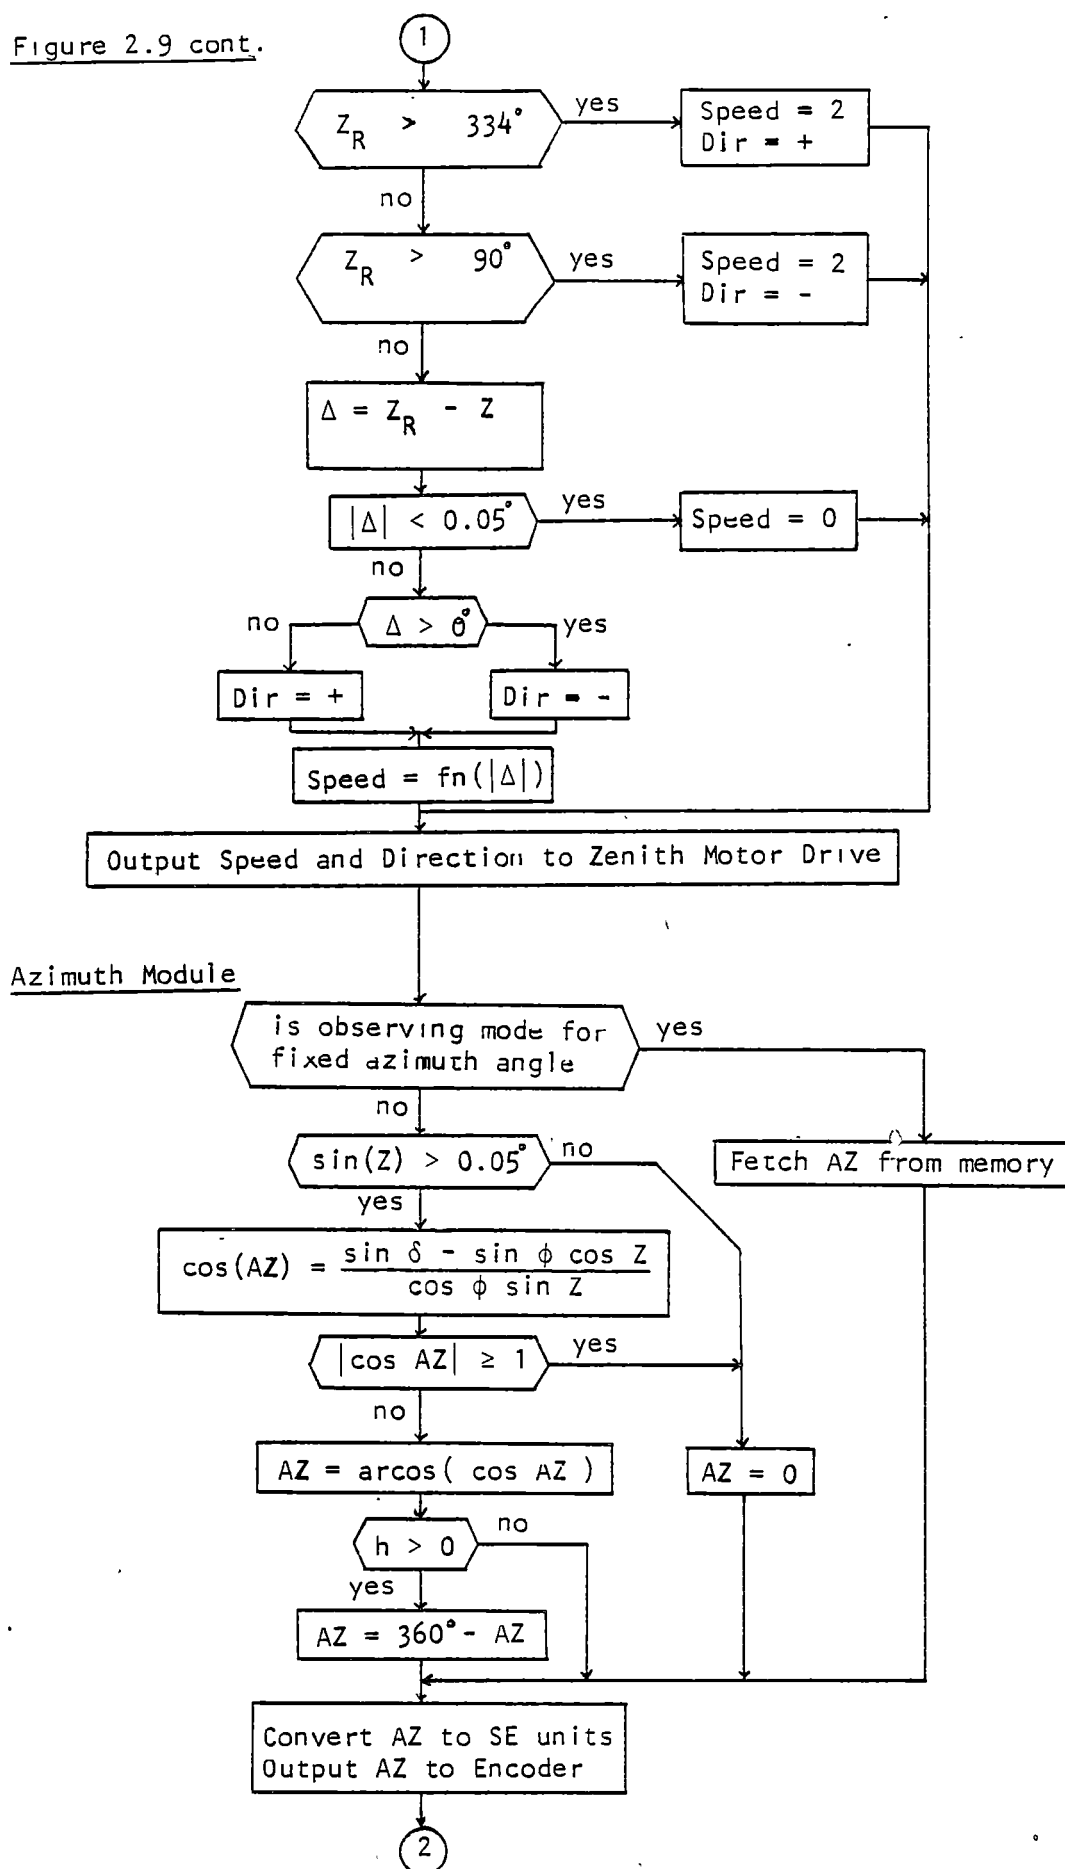 Figure 2.9 cont.
1
Z_R > 334°
yes
Speed = 2
Dir = +
no
Z_R > 90°
yes
Speed = 2
Dir = -
no
Δ = Z_R - Z
|Δ| < 0.05°
yes
Speed = 0
no
Δ > 0°
no
yes
Dir = +
Dir = -
Speed = fn(|Δ|)
Output Speed and Direction to Zenith Motor Drive
Azimuth Module
is observing mode for
fixed azimuth angle
yes
no
sin(Z) > 0.05°
no
Fetch AZ from memory
yes
cos(AZ) = (sin δ - sin φ cos Z) / (cos φ sin Z)
|cos AZ| ≥ 1
yes
no
AZ = arcos( cos AZ )
AZ = 0
h > 0
no
yes
AZ = 360° - AZ
Convert AZ to SE units
Output AZ to Encoder
2